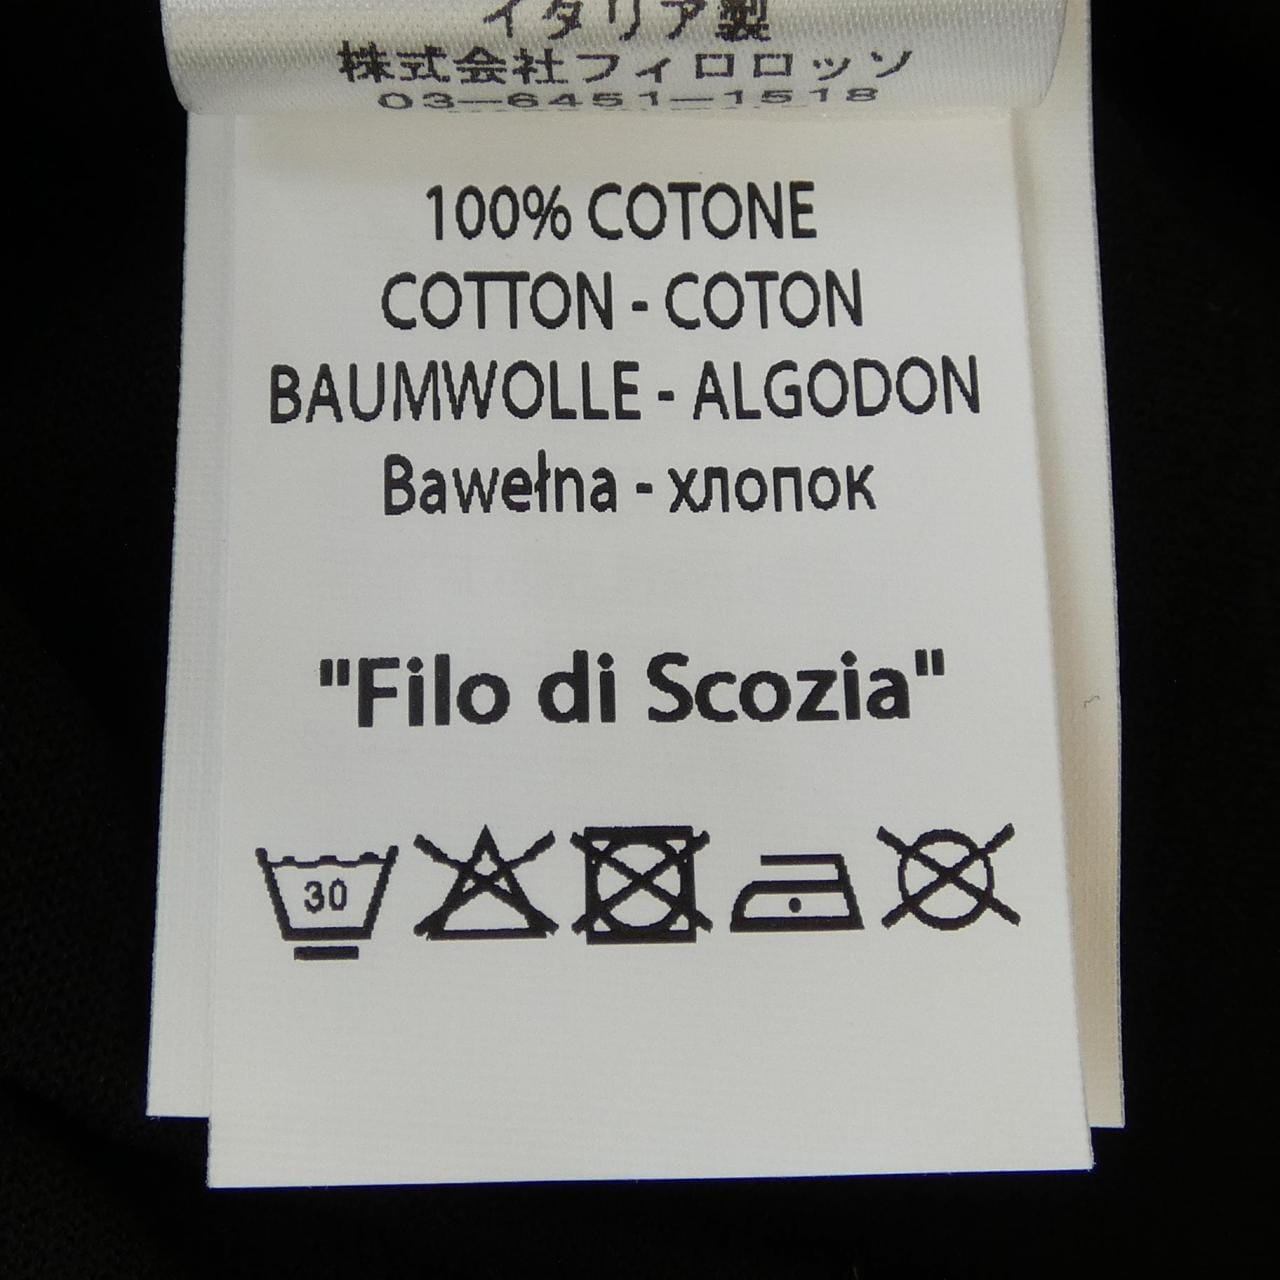 イタリア製
株式会社フィロロッソ
03-6451-1518
100% COTONE
COTTON - COTON
BAUMWOLLE - ALGODON
Bawełna - хлопок
"Filo di Scozia"
30